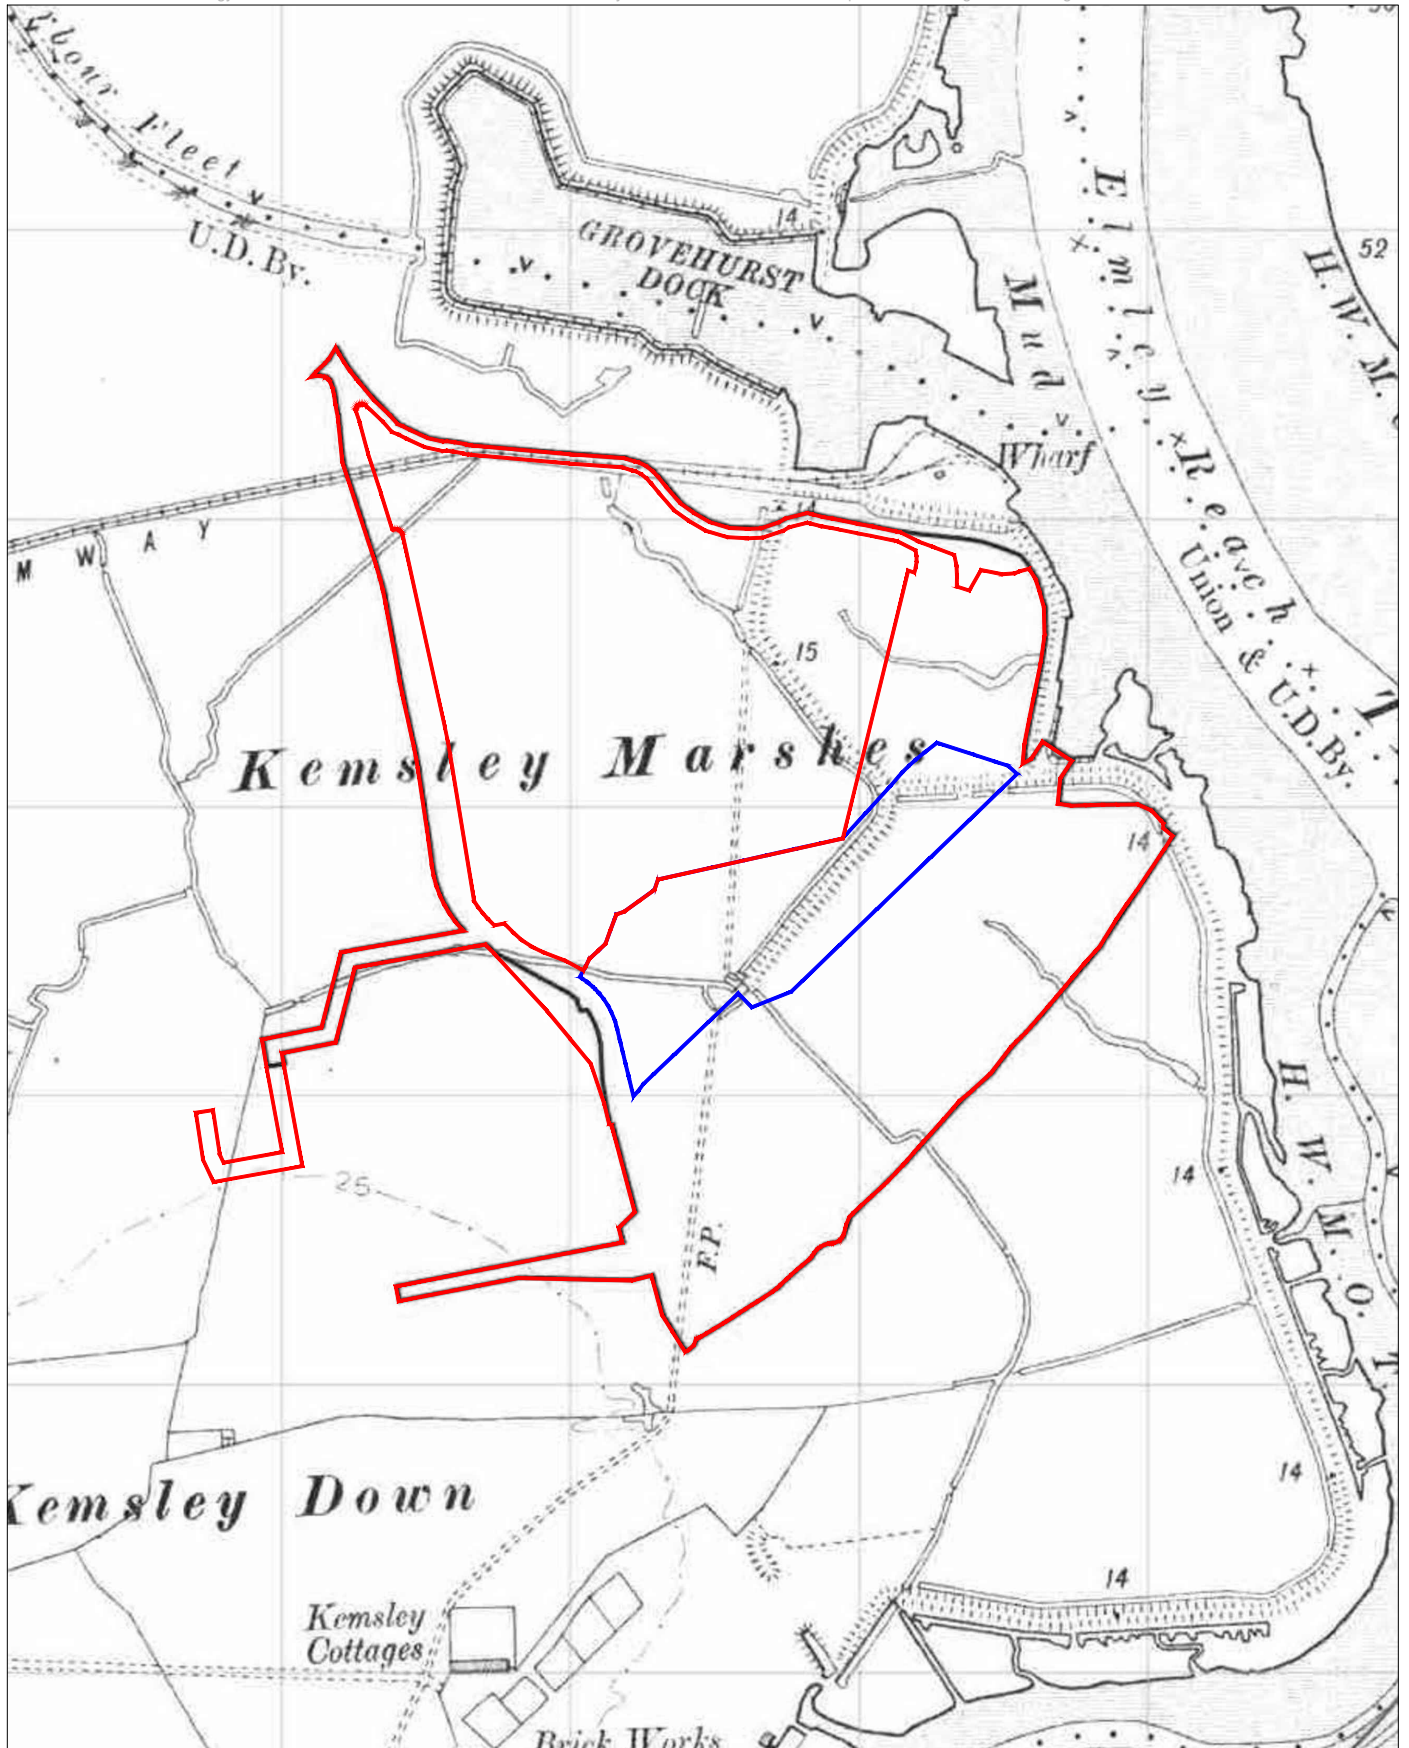 bour Fleet
U.D.By.
14
GROVEHURST
DOCK
Mud
Elmley Reach
52
H. W. M.
Wharf
M W A Y
Union & U.D.By.
15
Kemsley Marshes
14
H. W. M. O. T
25
14
F.P.
14
Kemsley Down
14
Kemsley
Cottages
Brick Works